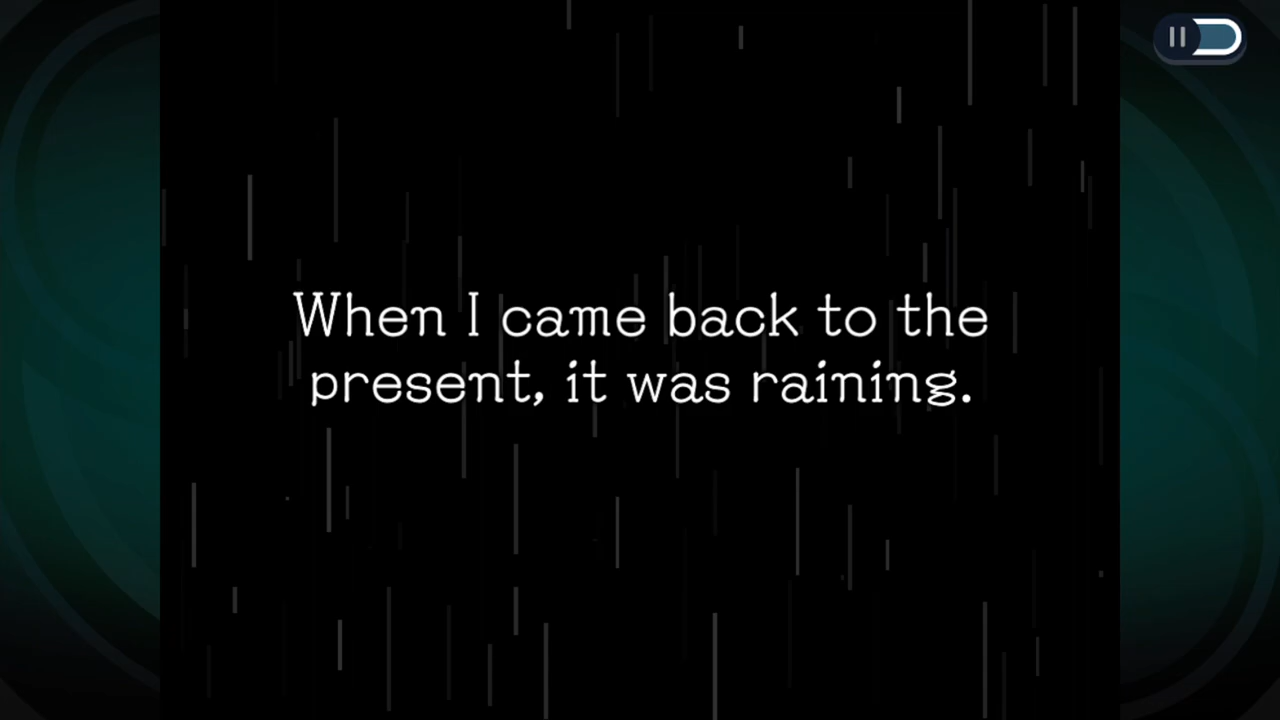 When I came back to the
present, it was raining.